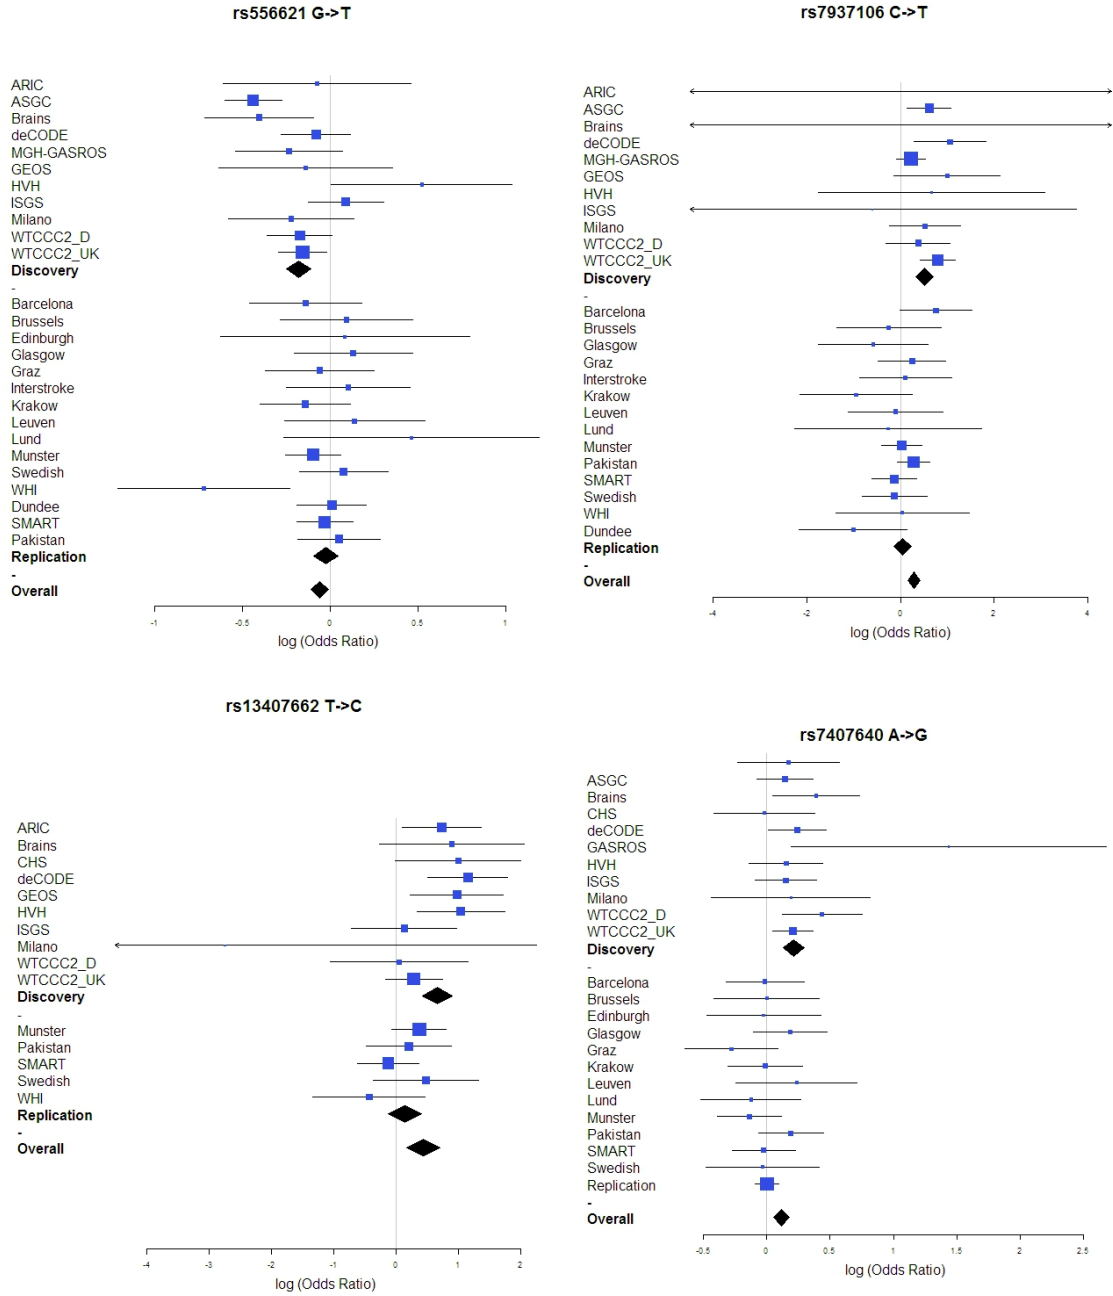 rs556621 G->T
ARIC
ASGC
Brains
deCODE
MGH-GASROS
GEOS
HVH
ISGS
Milano
WTCCC2_D
WTCCC2_UK
Discovery
-
Barcelona
Brussels
Edinburgh
Glasgow
Graz
Interstroke
Krakow
Leuven
Lund
Munster
Swedish
WHI
Dundee
SMART
Pakistan
Replication
-
Overall
-1 -0.5 0 0.5 1
log (Odds Ratio)
rs7937106 C->T
ARIC
ASGC
Brains
deCODE
MGH-GASROS
GEOS
HVH
ISGS
Milano
WTCCC2_D
WTCCC2_UK
Discovery
-
Barcelona
Brussels
Glasgow
Graz
Interstroke
Krakow
Leuven
Lund
Munster
Pakistan
SMART
Swedish
WHI
Dundee
Replication
-
Overall
-4 -2 0 2 4
log (Odds Ratio)
rs13407662 T->C
ARIC
Brains
CHS
deCODE
GEOS
HVH
ISGS
Milano
WTCCC2_D
WTCCC2_UK
Discovery
-
Munster
Pakistan
SMART
Swedish
WHI
Replication
-
Overall
-4 -3 -2 -1 0 1 2
log (Odds Ratio)
rs7407640 A->G
ASGC
Brains
CHS
deCODE
GASROS
HVH
ISGS
Milano
WTCCC2_D
WTCCC2_UK
Discovery
-
Barcelona
Brussels
Edinburgh
Glasgow
Graz
Krakow
Leuven
Lund
Munster
Pakistan
SMART
Swedish
Replication
-
Overall
-0.5 0 0.5 1 1.5 2 2.5
log (Odds Ratio)